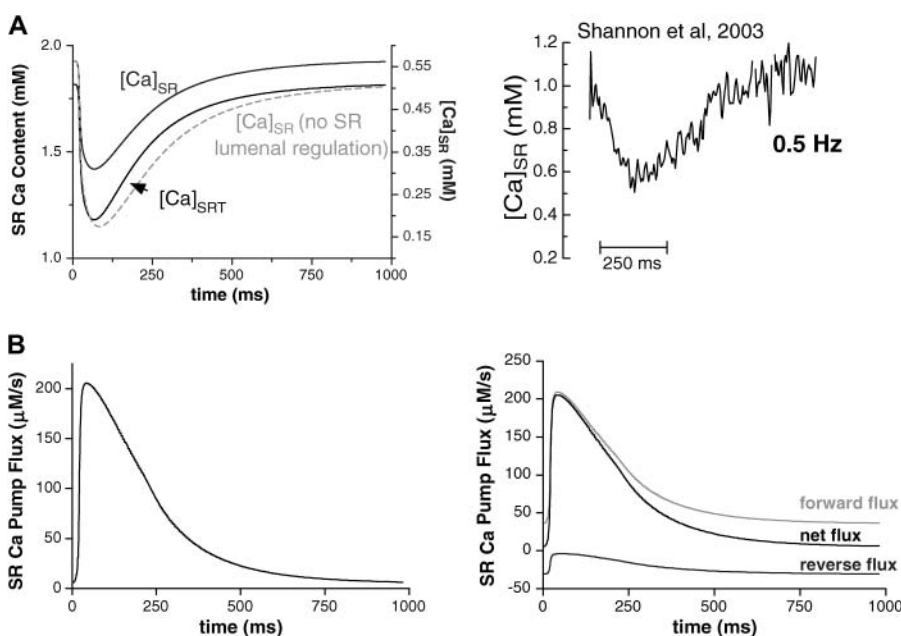 A
SR Ca Content (mM)
2.0
1.5
1.0
[Ca]SR
[Ca]SR (no SR
lumenal regulation)
[Ca]SRT
0.55
0.45
0.35
0.25
0.15
[Ca]SR (mM)
0 250 500 750 1000
time (ms)
Shannon et al, 2003
[Ca]SR (mM)
1.2
1.0
0.8
0.6
0.4
0.2
0.5 Hz
250 ms
B
SR Ca Pump Flux (μM/s)
200
150
100
50
0
0 250 500 750 1000
time (ms)
SR Ca Pump Flux (μM/s)
250
200
150
100
50
0
-50
forward flux
net flux
reverse flux
0 250 500 750 1000
time (ms)